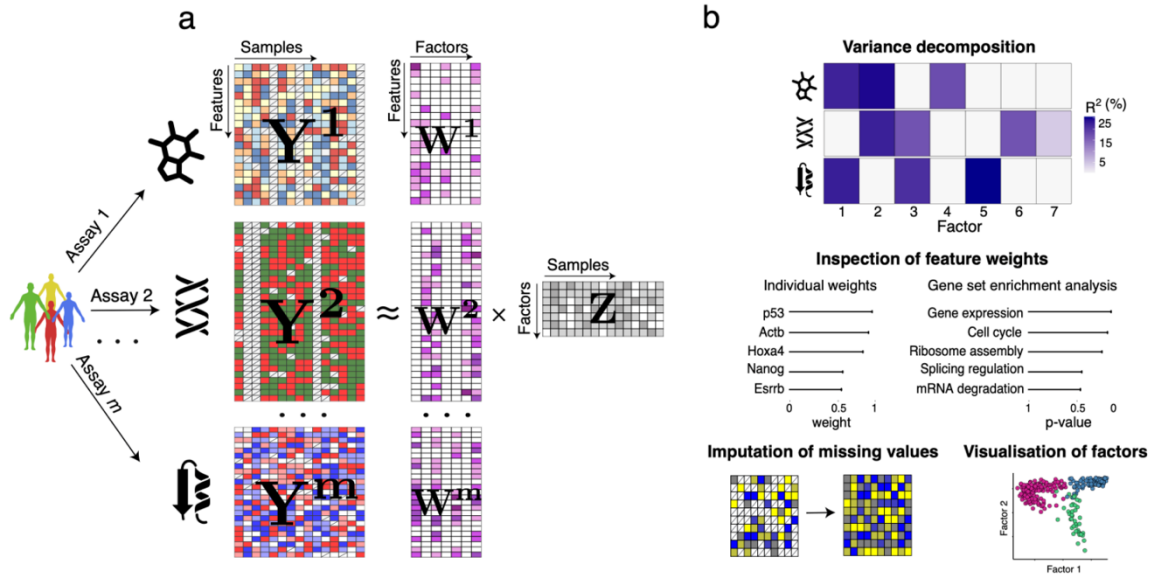 a
Samples
Features
Y¹
Factors
Features
W¹
Assay 1
Assay 2
. . .
Assay m
Y²
≈
W²
×
Samples
Factors
Z
. . .
. . .
Yᵐ
Wᵐ
b
Variance decomposition
R² (%)
25
15
5
1 2 3 4 5 6 7
Factor
Inspection of feature weights
Individual weights
p53
Actb
Hoxa4
Nanog
Esrrb
0 0.5 1
weight
Gene set enrichment analysis
Gene expression
Cell cycle
Ribosome assembly
Splicing regulation
mRNA degradation
1 0.5 0
p-value
Imputation of missing values
Visualisation of factors
Factor 2
Factor 1